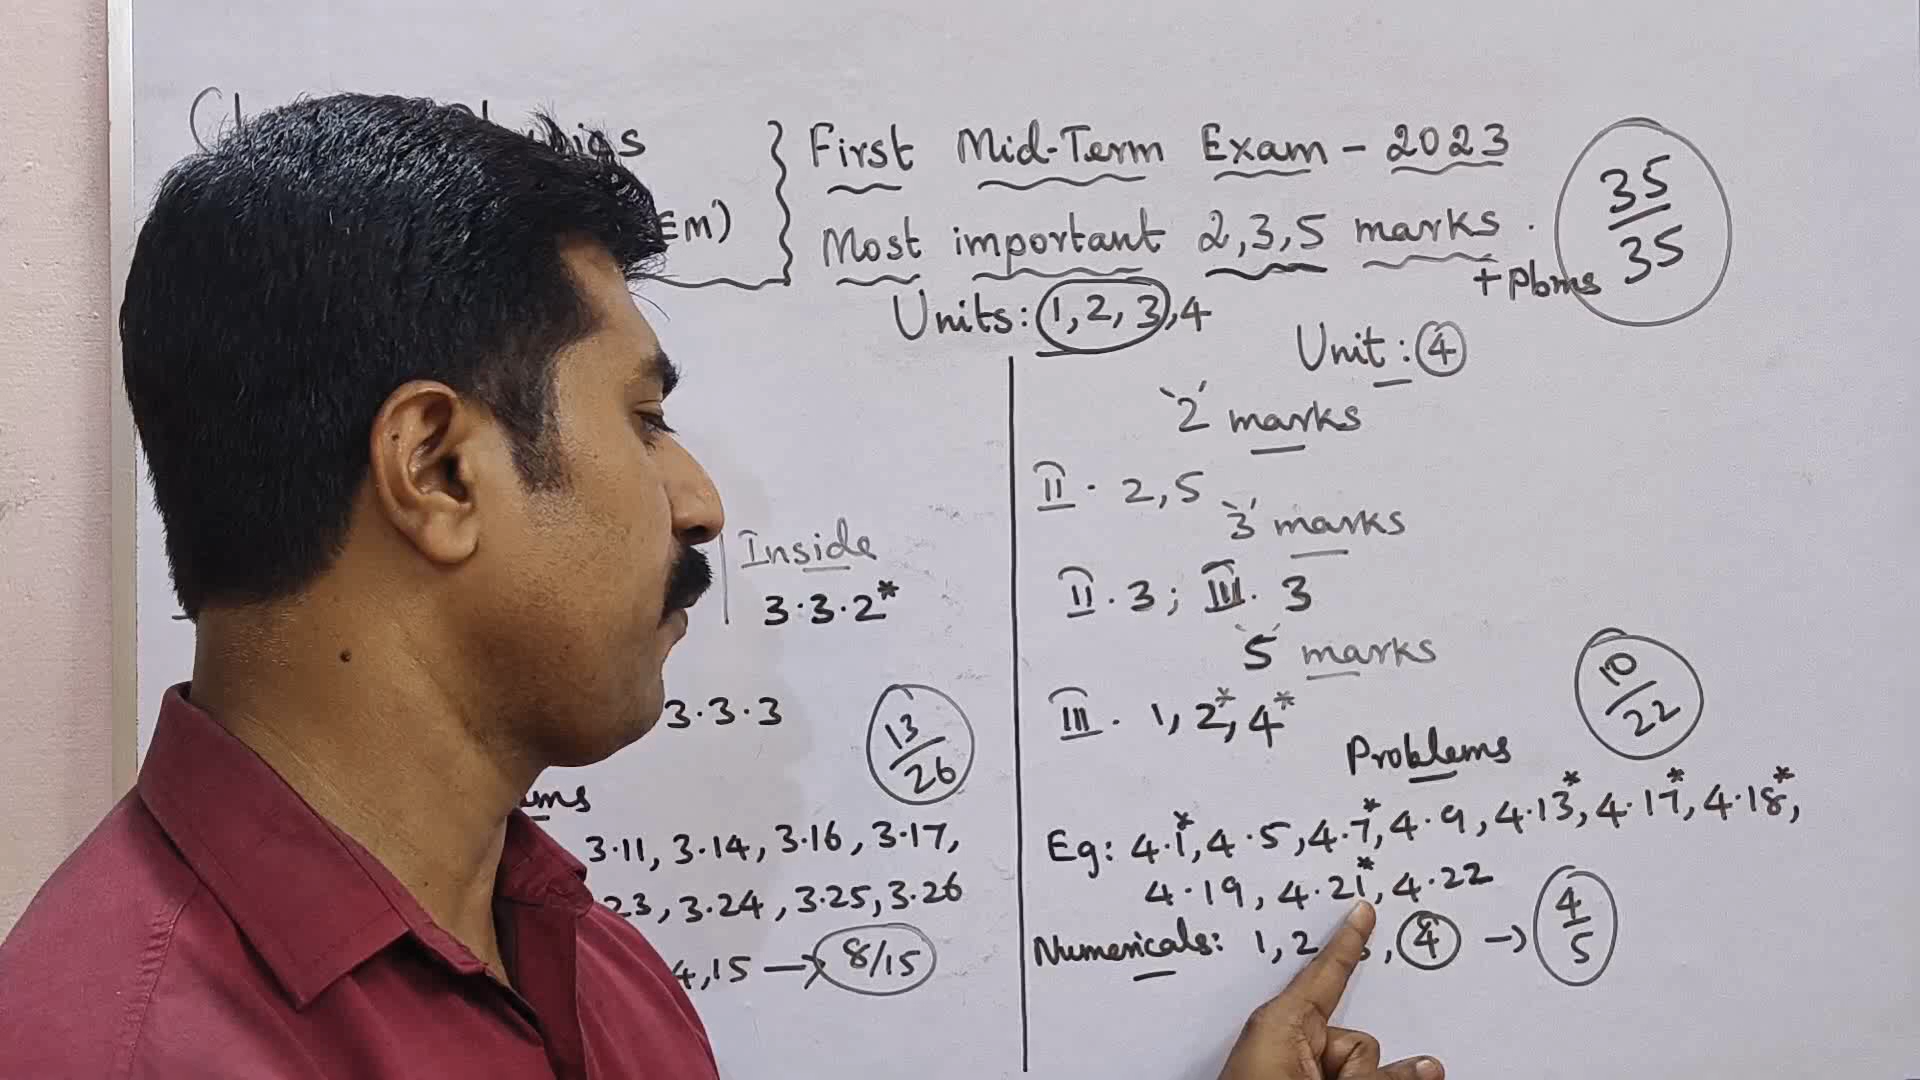 First Mid-Term Exam - 2023
EM)
Most important 2,3,5 marks.
+ Pbms
35/35
Units: 1, 2, 3, 4
Inside
3.3.2*
3.3.3
13/26
3.11, 3.14, 3.16, 3.17,
23, 3.24, 3.25, 3.26
4,15 → 8/15
Unit: 4
'2' marks
II. 2,5
'3' marks
II. 3; III. 3
'5' marks
III. 1, 2*, 4*
Problems
10/22
Eg: 4.1*, 4.5, 4.7*, 4.9, 4.13*, 4.17*, 4.18*,
4.19, 4.21*, 4.22
Numericals: 1, 2 , 4 → 4/5